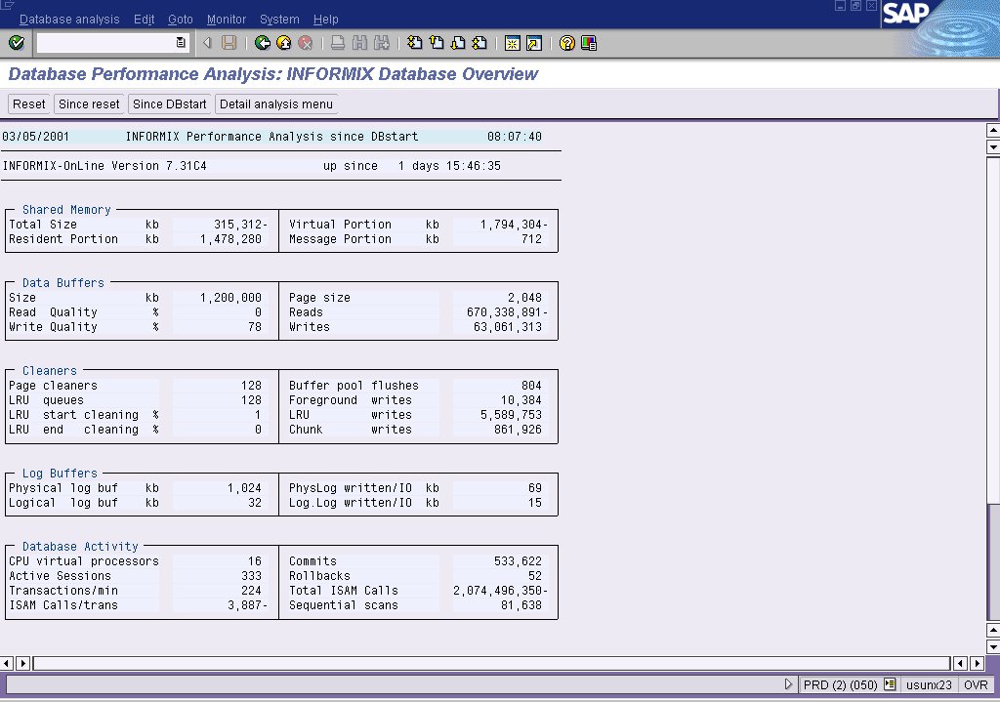 Database analysis Edit Goto Monitor System Help
SAP
Database Performance Analysis: INFORMIX Database Overview
Reset Since reset Since DBstart Detail analysis menu
03/05/2001 INFORMIX Performance Analysis since DBstart 08:07:40
INFORMIX-OnLine Version 7.31C4 up since 1 days 15:46:35
Shared Memory
Total Size kb 315,312- Virtual Portion kb 1,794,304-
Resident Portion kb 1,478,280 Message Portion kb 712
Data Buffers
Size kb 1,200,000 Page size 2,048
Read Quality % 0 Reads 670,338,891-
Write Quality % 78 Writes 63,061,313
Cleaners
Page cleaners 128 Buffer pool flushes 804
LRU queues 128 Foreground writes 10,384
LRU start cleaning % 1 LRU writes 5,589,753
LRU end cleaning % 0 Chunk writes 861,926
Log Buffers
Physical log buf kb 1,024 PhysLog written/IO kb 69
Logical log buf kb 32 Log.Log written/IO kb 15
Database Activity
CPU virtual processors 16 Commits 533,622
Active Sessions 333 Rollbacks 52
Transactions/min 224 Total ISAM Calls 2,074,496,350-
ISAM Calls/trans 3,887- Sequential scans 81,638
PRD (2) (050) usunx23 OVR